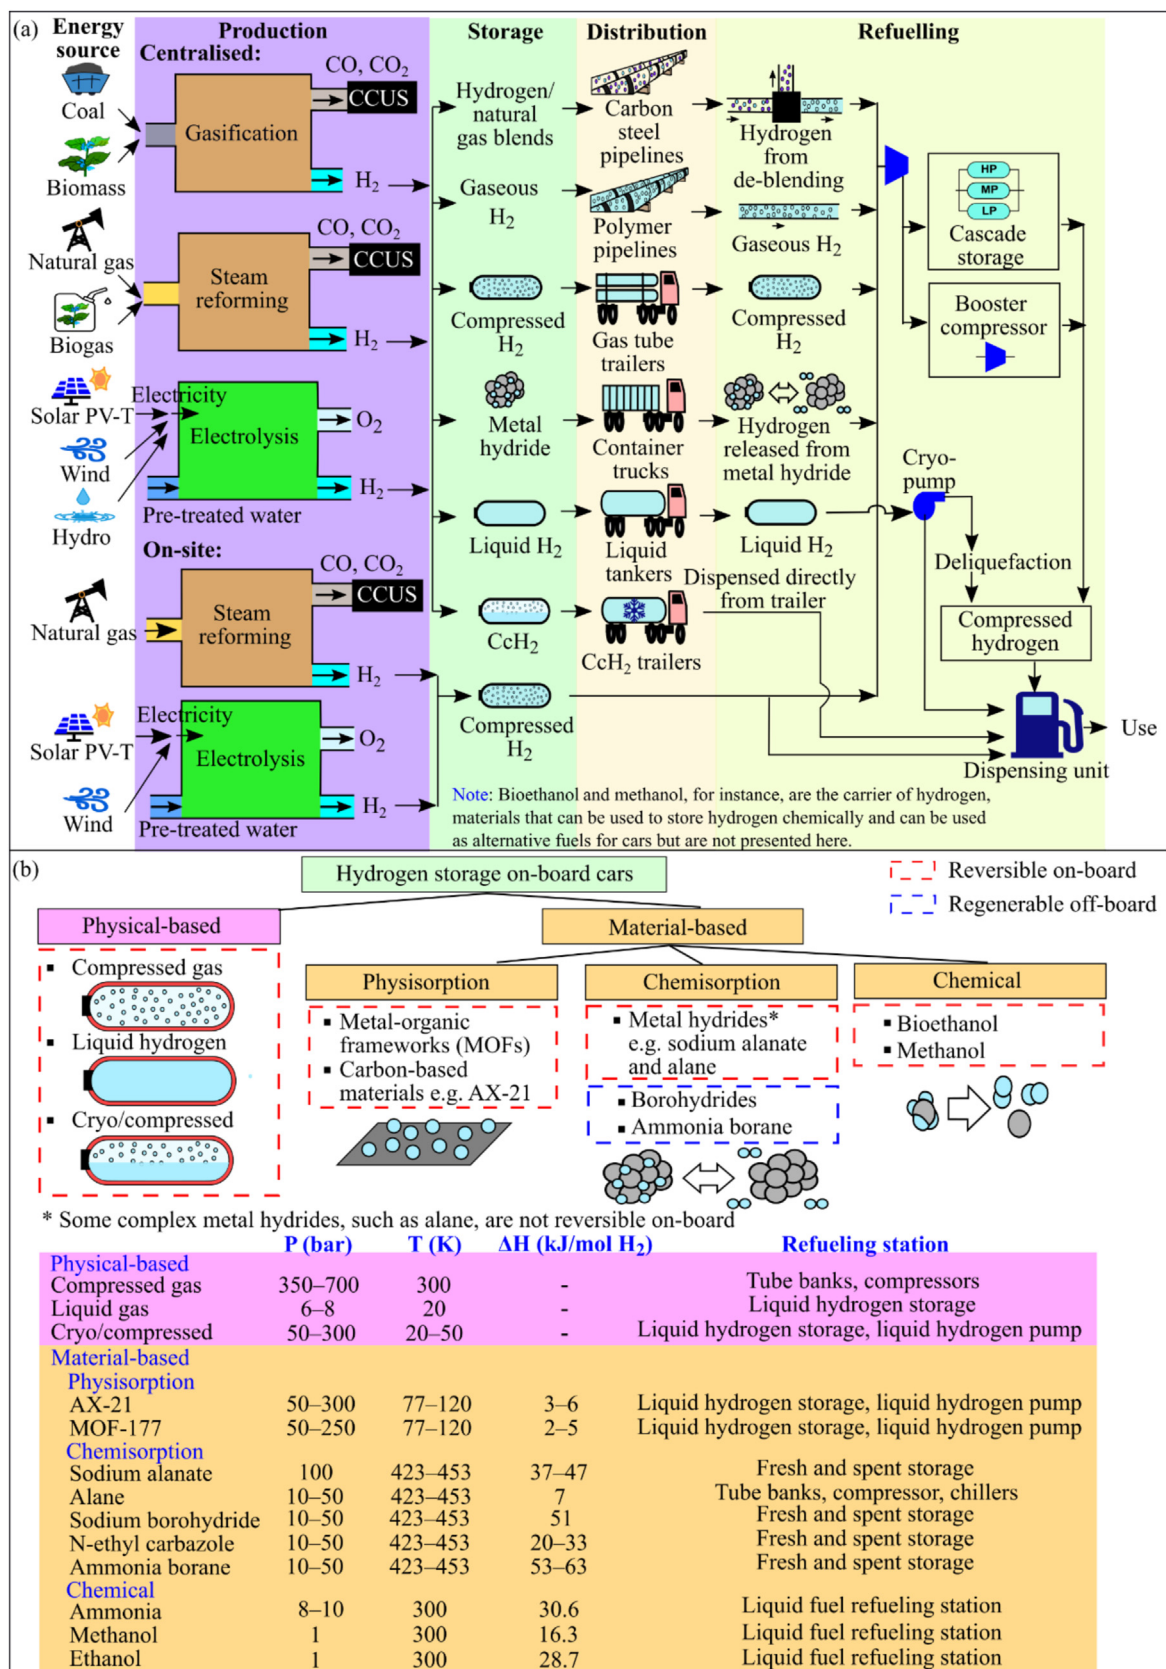 (a)
Energy source
Production
Storage
Distribution
Refuelling
Centralised:
Coal
Biomass
Gasification
CO, CO2
CCUS
H2
Natural gas
Biogas
Steam reforming
CO, CO2
CCUS
H2
Solar PV-T
Wind
Hydro
Electricity
Electrolysis
O2
H2
Pre-treated water
On-site:
Natural gas
Steam reforming
CO, CO2
CCUS
H2
Solar PV-T
Wind
Electricity
Electrolysis
O2
H2
Pre-treated water
Hydrogen/
natural
gas blends
Gaseous
H2
Compressed
H2
Metal
hydride
Liquid H2
CcH2
Compressed
H2
Carbon
steel
pipelines
Polymer
pipelines
Gas tube
trailers
Container
trucks
Liquid
tankers
CcH2 trailers
Hydrogen
from
de-blending
Gaseous H2
Compressed
H2
Hydrogen
released from
metal hydride
Liquid H2
Dispensed directly
from trailer
HP
MP
LP
Cascade
storage
Booster
compressor
Cryo-
pump
Deliquefaction
Compressed
hydrogen
Use
Dispensing unit
Note: Bioethanol and methanol, for instance, are the carrier of hydrogen,
materials that can be used to store hydrogen chemically and can be used
as alternative fuels for cars but are not presented here.
(b)
Hydrogen storage on-board cars
Reversible on-board
Regenerable off-board
Physical-based
Material-based
▪ Compressed gas
▪ Liquid hydrogen
▪ Cryo/compressed
Physisorption
▪ Metal-organic
frameworks (MOFs)
▪ Carbon-based
materials e.g. AX-21
Chemisorption
▪ Metal hydrides*
e.g. sodium alanate
and alane
▪ Borohydrides
▪ Ammonia borane
Chemical
▪ Bioethanol
▪ Methanol
* Some complex metal hydrides, such as alane, are not reversible on-board
P (bar) T (K) ΔH (kJ/mol H2) Refueling station
Physical-based
Compressed gas 350–700 300 - Tube banks, compressors
Liquid gas 6–8 20 - Liquid hydrogen storage
Cryo/compressed 50–300 20–50 - Liquid hydrogen storage, liquid hydrogen pump
Material-based
Physisorption
AX-21 50–300 77–120 3–6 Liquid hydrogen storage, liquid hydrogen pump
MOF-177 50–250 77–120 2–5 Liquid hydrogen storage, liquid hydrogen pump
Chemisorption
Sodium alanate 100 423–453 37–47 Fresh and spent storage
Alane 10–50 423–453 7 Tube banks, compressor, chillers
Sodium borohydride 10–50 423–453 51 Fresh and spent storage
N-ethyl carbazole 10–50 423–453 20–33 Fresh and spent storage
Ammonia borane 10–50 423–453 53–63 Fresh and spent storage
Chemical
Ammonia 8–10 300 30.6 Liquid fuel refueling station
Methanol 1 300 16.3 Liquid fuel refueling station
Ethanol 1 300 28.7 Liquid fuel refueling station